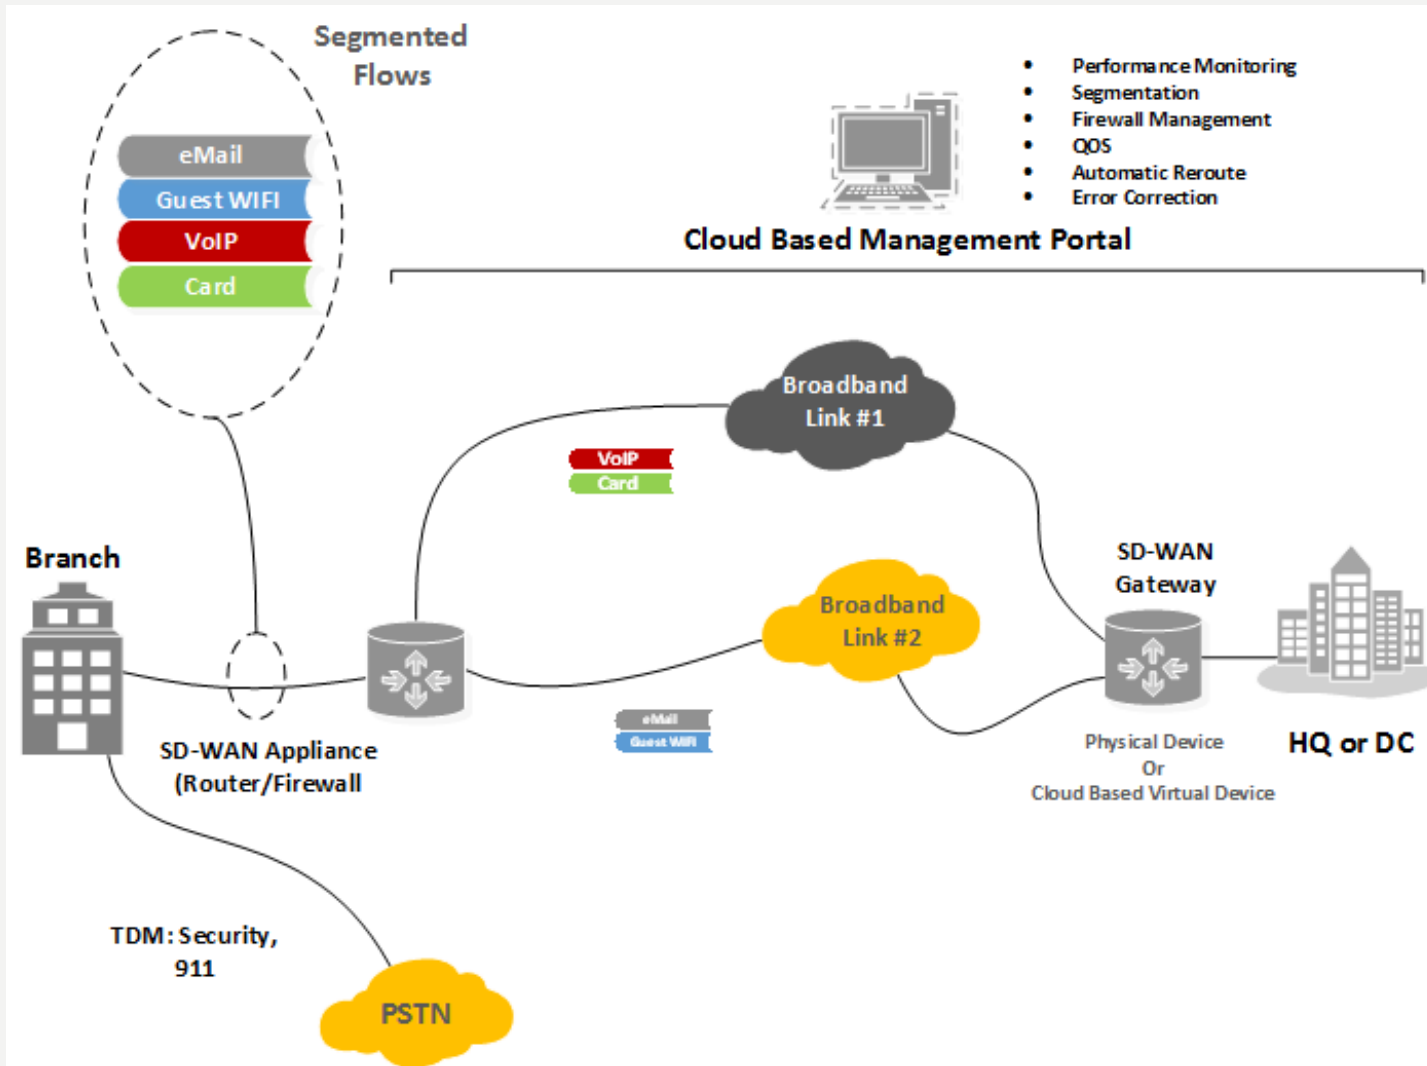 Segmented
Flows
eMail
Guest WIFI
VoIP
Card
• Performance Monitoring
• Segmentation
• Firewall Management
• QOS
• Automatic Reroute
• Error Correction
Cloud Based Management Portal
Broadband
Link #1
VoIP
Card
Branch
SD-WAN
Gateway
Broadband
Link #2
eMail
Guest WIFI
SD-WAN Appliance
(Router/Firewall
Physical Device
Or
Cloud Based Virtual Device
HQ or DC
TDM: Security,
911
PSTN